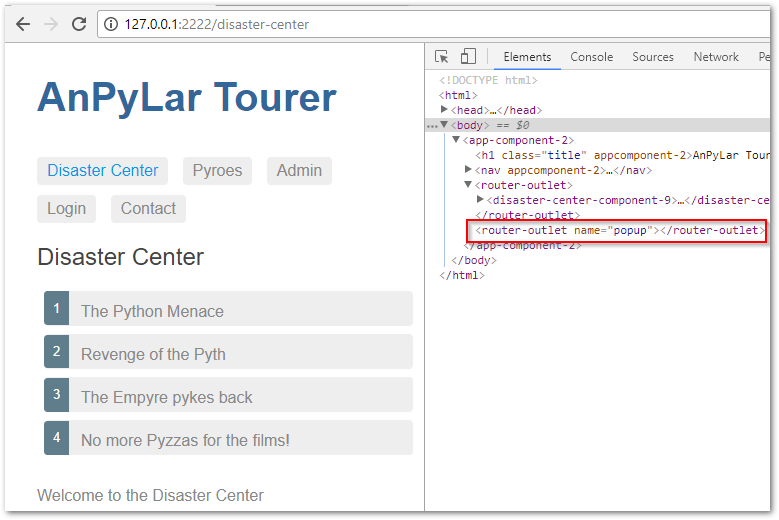 127.0.0.1:2222/disaster-center
Elements Console Sources Network Pe
AnPyLar Tourer
Disaster Center Pyroes Admin
Login Contact
Disaster Center
1 The Python Menace
2 Revenge of the Pyth
3 The Empyre pykes back
4 No more Pyzzas for the films!
Welcome to the Disaster Center
<!DOCTYPE html>
<html>
<head>…</head>
<body> == $0
<app-component-2>
<h1 class="title" appcomponent-2>AnPyLar Tour
<nav appcomponent-2>…</nav>
<router-outlet>
<disaster-center-component-9>…</disaster-ce
</router-outlet>
<router-outlet name="popup"></router-outlet>
</app-component-2>
</body>
</html>